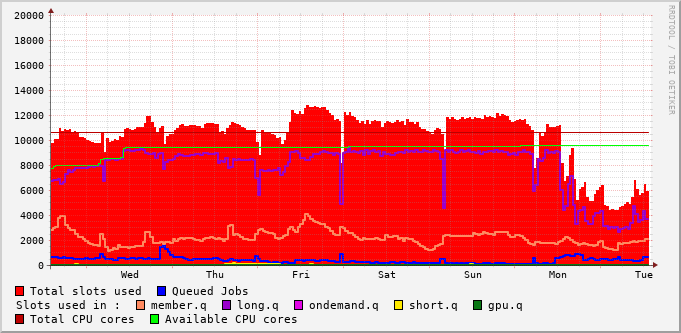 RRDTOOL / TOBI OETIKER
20000
18000
16000
14000
12000
10000
8000
6000
4000
2000
0
Wed Thu Fri Sat Sun Mon Tue
Total slots used Queued Jobs
Slots used in : member.q long.q ondemand.q short.q gpu.q
Total CPU cores Available CPU cores